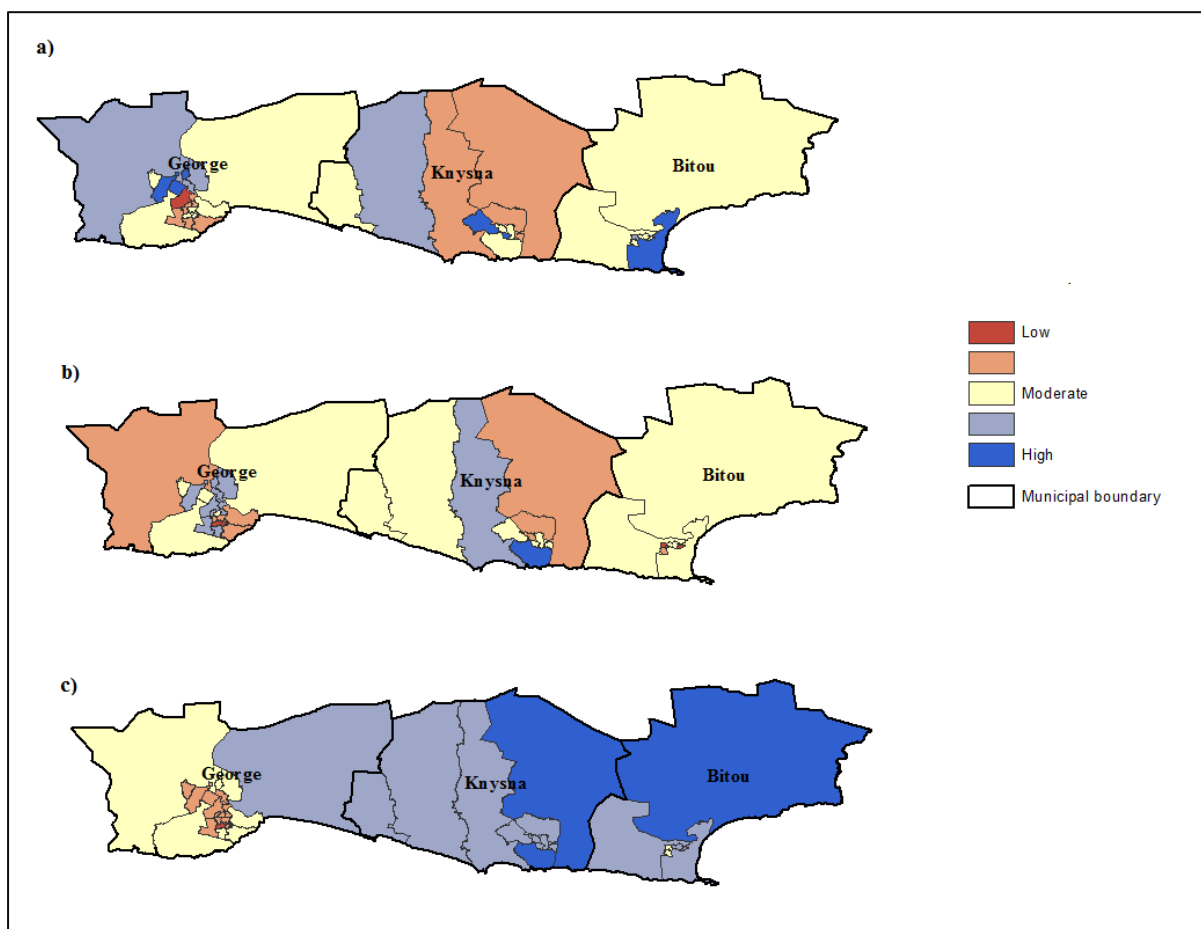 a)
George
Knysna
Bitou
Low
b)
Moderate
George
Knysna
Bitou
High
Municipal boundary
c)
George
Knysna
Bitou